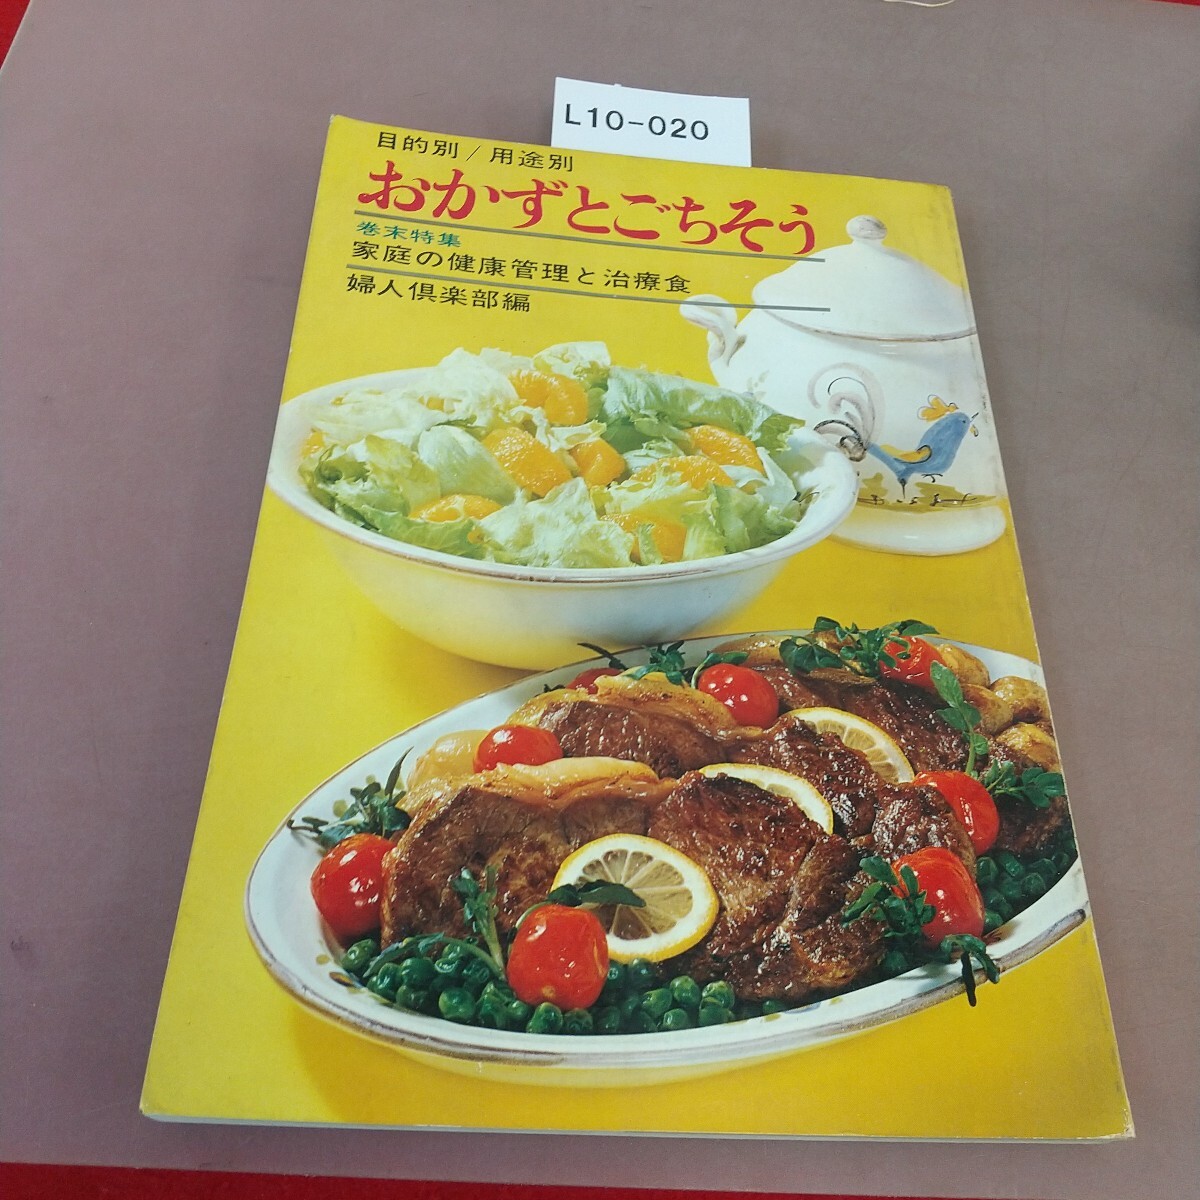 L10-020
目的別/用途別
おかずとごちそう
巻末特集
家庭の健康管理と治療食
婦人倶楽部編